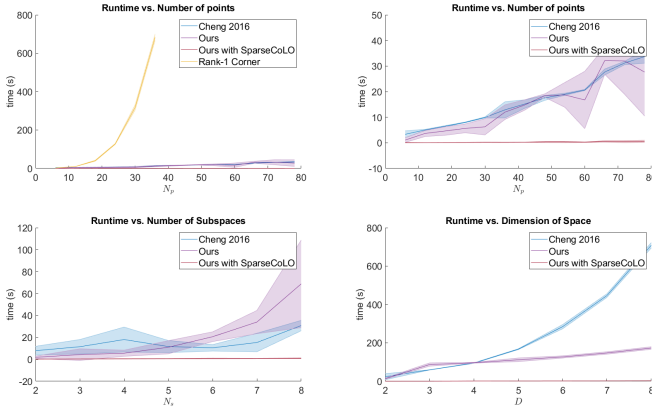 Runtime vs. Number of points
800
600
400
200
0
time (s)
0 10 20 30 40 50 60 70 80
N_p
Cheng 2016
Ours
Ours with SparseCoLO
Rank-1 Corner
Runtime vs. Number of points
50
40
30
20
10
0
-10
time (s)
0 20 40 60 80
N_p
Cheng 2016
Ours
Ours with SparseCoLO
Runtime vs. Number of Subspaces
120
100
80
60
40
20
0
-20
time (s)
2 3 4 5 6 7 8
N_s
Cheng 2016
Ours
Ours with SparseCoLO
Runtime vs. Dimension of Space
800
600
400
200
0
time (s)
2 3 4 5 6 7 8
D
Cheng 2016
Ours
Ours with SparseCoLO